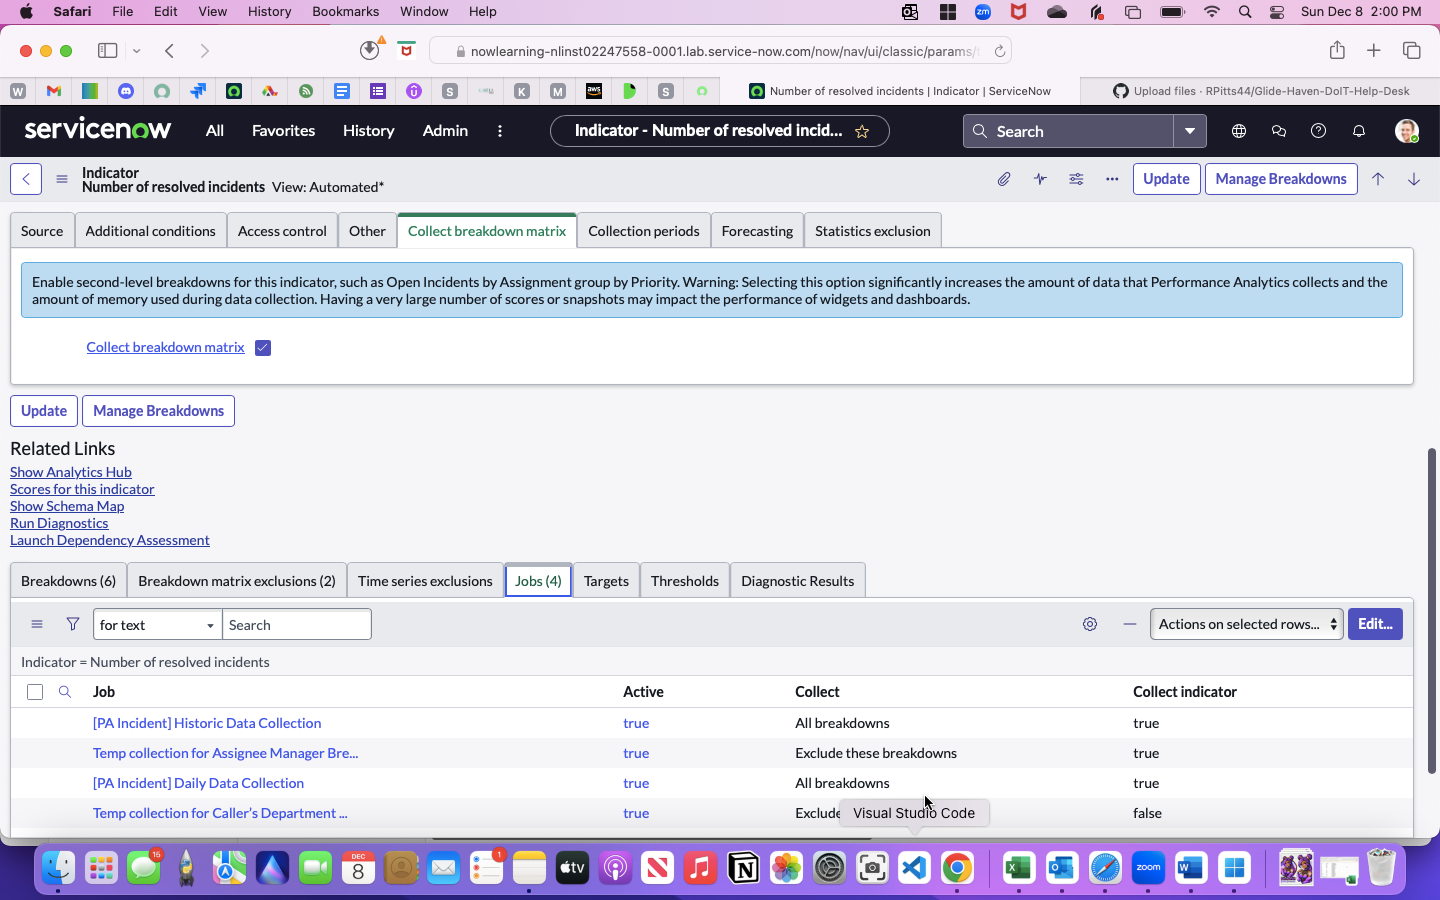 Safari File Edit View History Bookmarks Window Help Sun Dec 8 2:00 PM
nowlearning-nlinst02247558-0001.lab.service-now.com/now/nav/ui/classic/params/
Number of resolved incidents | Indicator | ServiceNow
Upload files · RPitts44/Glide-Haven-DoIT-Help-Desk
servicenow All Favorites History Admin Indicator - Number of resolved incid... Search
Indicator
Number of resolved incidents View: Automated*
Update Manage Breakdowns
Source Additional conditions Access control Other Collect breakdown matrix Collection periods Forecasting Statistics exclusion
Enable second-level breakdowns for this indicator, such as Open Incidents by Assignment group by Priority. Warning: Selecting this option significantly increases the amount of data that Performance Analytics collects and the
amount of memory used during data collection. Having a very large number of scores or snapshots may impact the performance of widgets and dashboards.
Collect breakdown matrix
Update Manage Breakdowns
Related Links
Show Analytics Hub
Scores for this indicator
Show Schema Map
Run Diagnostics
Launch Dependency Assessment
Breakdowns (6) Breakdown matrix exclusions (2) Time series exclusions Jobs (4) Targets Thresholds Diagnostic Results
for text Search Actions on selected rows... Edit...
Indicator = Number of resolved incidents
Job Active Collect Collect indicator
[PA Incident] Historic Data Collection true All breakdowns true
Temp collection for Assignee Manager Bre... true Exclude these breakdowns true
[PA Incident] Daily Data Collection true All breakdowns true
Temp collection for Caller's Department ... true Exclude false
Visual Studio Code
15 DEC 8 1 tv zoom